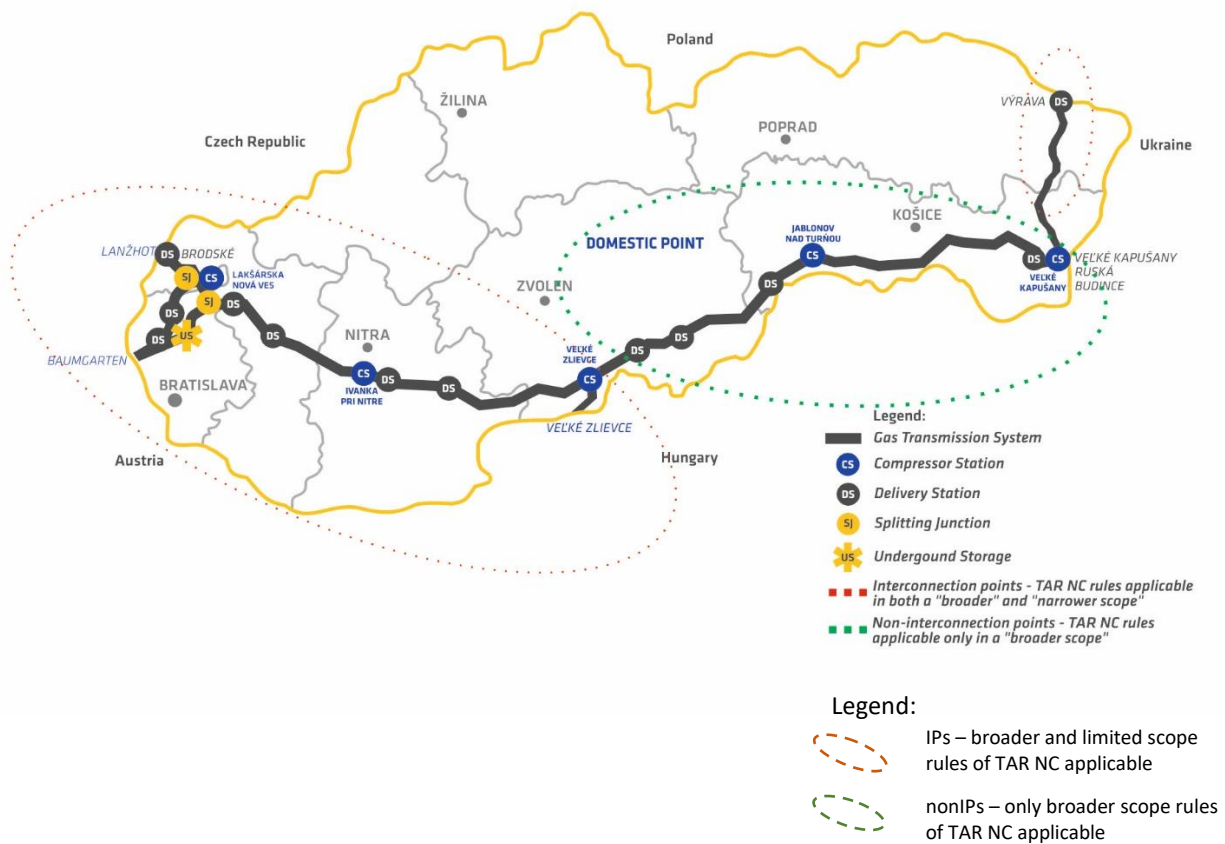 Poland
ŽILINA
VÝRAVA
DS
POPRAD
Czech Republic
Ukraine
KOŠICE
LANŽHOT
DS
BRODSKÉ
DOMESTIC POINT
JABLONOV
NAD TURŇOU
CS
SJ
CS
LAKŠÁRSKA
NOVÁ VES
DS
CS
VEĽKÉ KAPUŠANY
RUSKÁ
BUDINCE
VEĽKÉ
KAPUŠANY
ZVOLEN
DS
SJ
DS
DS
DS
US
DS
NITRA
DS
DS
BAUMGARTEN
VEĽKÉ
ZLIEVGE
CS
BRATISLAVA
CS
DS
DS
IVANKA
PRI NITRE
VEĽKÉ ZLIEVCE
Austria
Hungary
Legend:
Gas Transmission System
CS
Compressor Station
DS
Delivery Station
SJ
Splitting Junction
US
Undergound Storage
Interconnection points - TAR NC rules applicable
in both a "broader" and "narrower scope"
Non-interconnection points - TAR NC rules
applicable only in a "broader scope"
Legend:
IPs – broader and limited scope
rules of TAR NC applicable
nonIPs – only broader scope rules
of TAR NC applicable